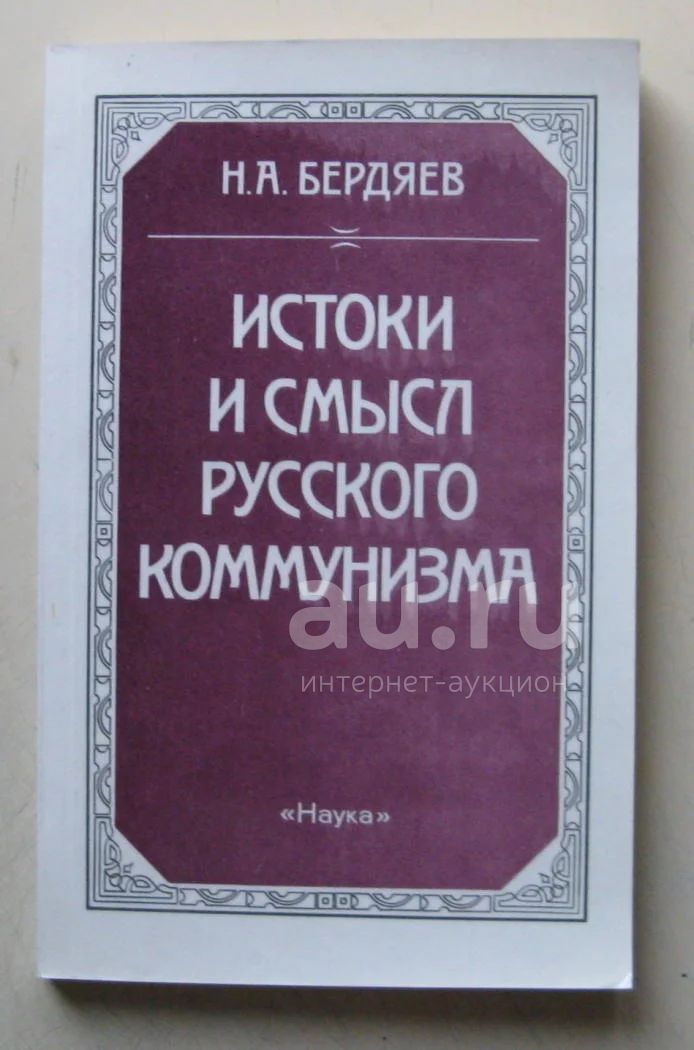 Н.А. БЕРДЯЕВ
ИСТОКИ
И СМЫСЛ
РУССКОГО
КОММУНИЗМА
au.ru
интернет-аукцион
«Наука»